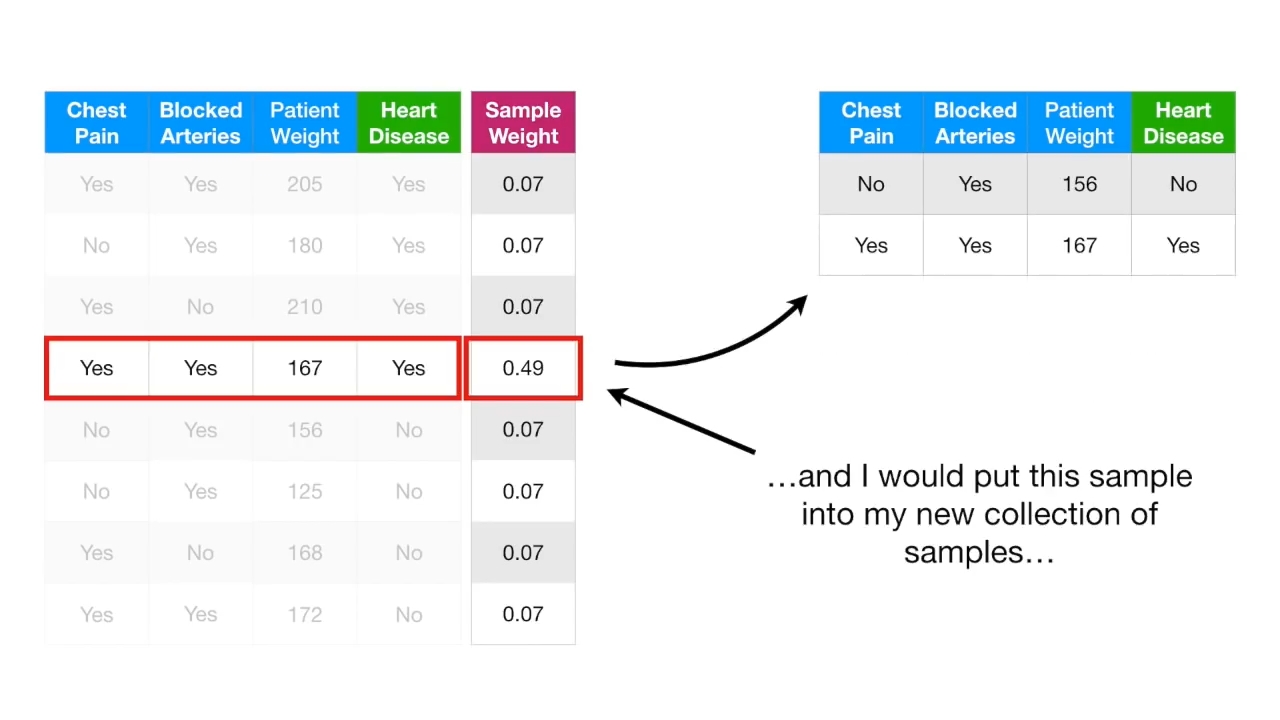 Chest Pain Blocked Arteries Patient Weight Heart Disease Sample Weight
Yes Yes 205 Yes 0.07
No Yes 180 Yes 0.07
Yes No 210 Yes 0.07
Yes Yes 167 Yes 0.49
No Yes 156 No 0.07
No Yes 125 No 0.07
Yes No 168 No 0.07
Yes Yes 172 No 0.07
Chest Pain Blocked Arteries Patient Weight Heart Disease
No Yes 156 No
Yes Yes 167 Yes
…and I would put this sample
into my new collection of
samples…